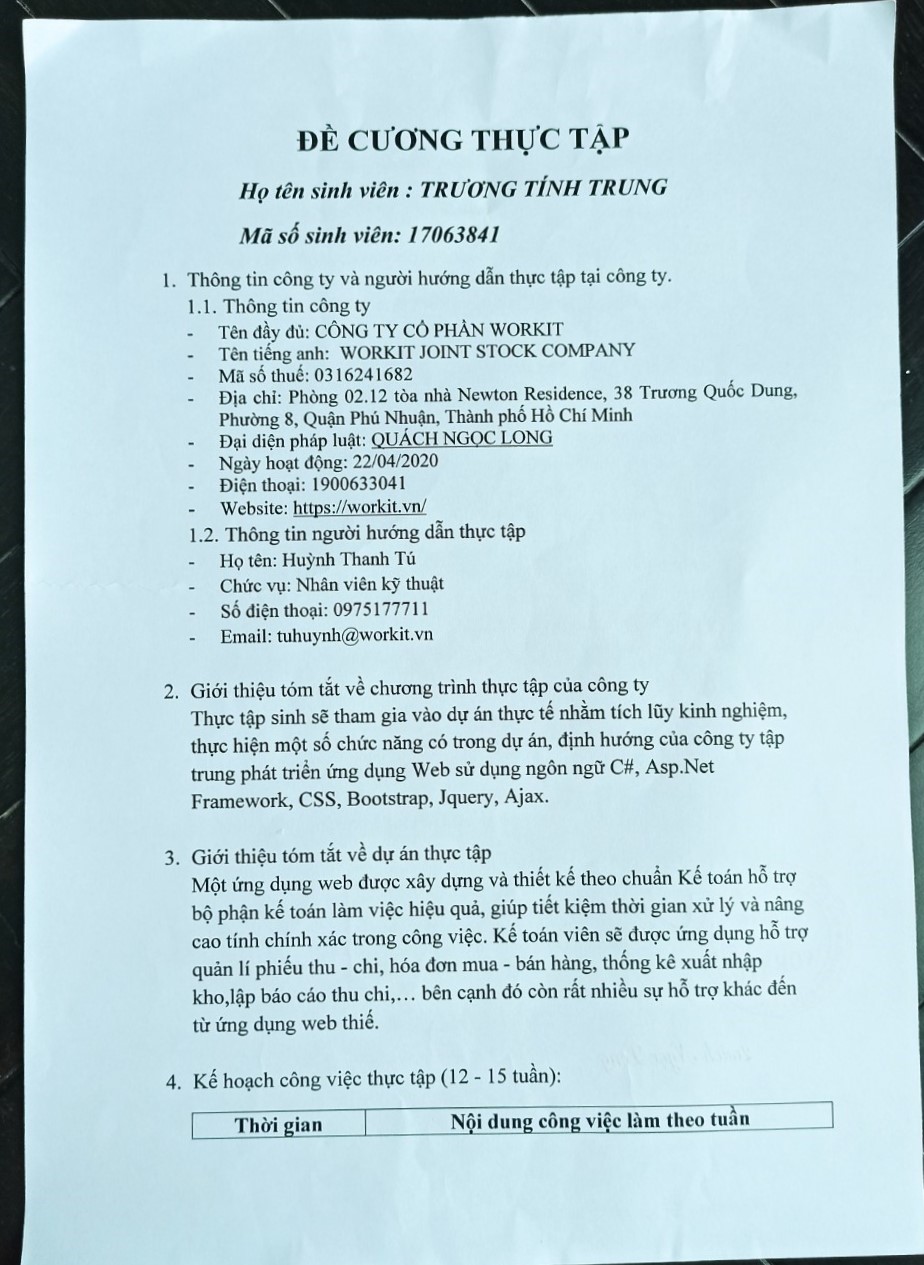 ĐỀ CƯƠNG THỰC TẬP
Họ tên sinh viên : TRƯƠNG TÍNH TRUNG
Mã số sinh viên: 17063841
1. Thông tin công ty và người hướng dẫn thực tập tại công ty.
1.1. Thông tin công ty
- Tên đầy đủ: CÔNG TY CỔ PHẦN WORKIT
- Tên tiếng anh: WORKIT JOINT STOCK COMPANY
- Mã số thuế: 0316241682
- Địa chỉ: Phòng 02.12 tòa nhà Newton Residence, 38 Trương Quốc Dung,
Phường 8, Quận Phú Nhuận, Thành phố Hồ Chí Minh
- Đại diện pháp luật: QUÁCH NGỌC LONG
- Ngày hoạt động: 22/04/2020
- Điện thoại: 1900633041
- Website: https://workit.vn/
1.2. Thông tin người hướng dẫn thực tập
- Họ tên: Huỳnh Thanh Tú
- Chức vụ: Nhân viên kỹ thuật
- Số điện thoại: 0975177711
- Email: tuhuynh@workit.vn
2. Giới thiệu tóm tắt về chương trình thực tập của công ty
Thực tập sinh sẽ tham gia vào dự án thực tế nhằm tích lũy kinh nghiệm,
thực hiện một số chức năng có trong dự án, định hướng của công ty tập
trung phát triển ứng dụng Web sử dụng ngôn ngữ C#, Asp.Net
Framework, CSS, Bootstrap, Jquery, Ajax.
3. Giới thiệu tóm tắt về dự án thực tập
Một ứng dụng web được xây dựng và thiết kế theo chuẩn Kế toán hỗ trợ
bộ phận kế toán làm việc hiệu quả, giúp tiết kiệm thời gian xử lý và nâng
cao tính chính xác trong công việc. Kế toán viên sẽ được ứng dụng hỗ trợ
quản lí phiếu thu - chi, hóa đơn mua - bán hàng, thống kê xuất nhập
kho,lập báo cáo thu chi,… bên cạnh đó còn rất nhiều sự hỗ trợ khác đến
từ ứng dụng web thiế.
4. Kế hoạch công việc thực tập (12 - 15 tuần):
Thời gian Nội dung công việc làm theo tuần